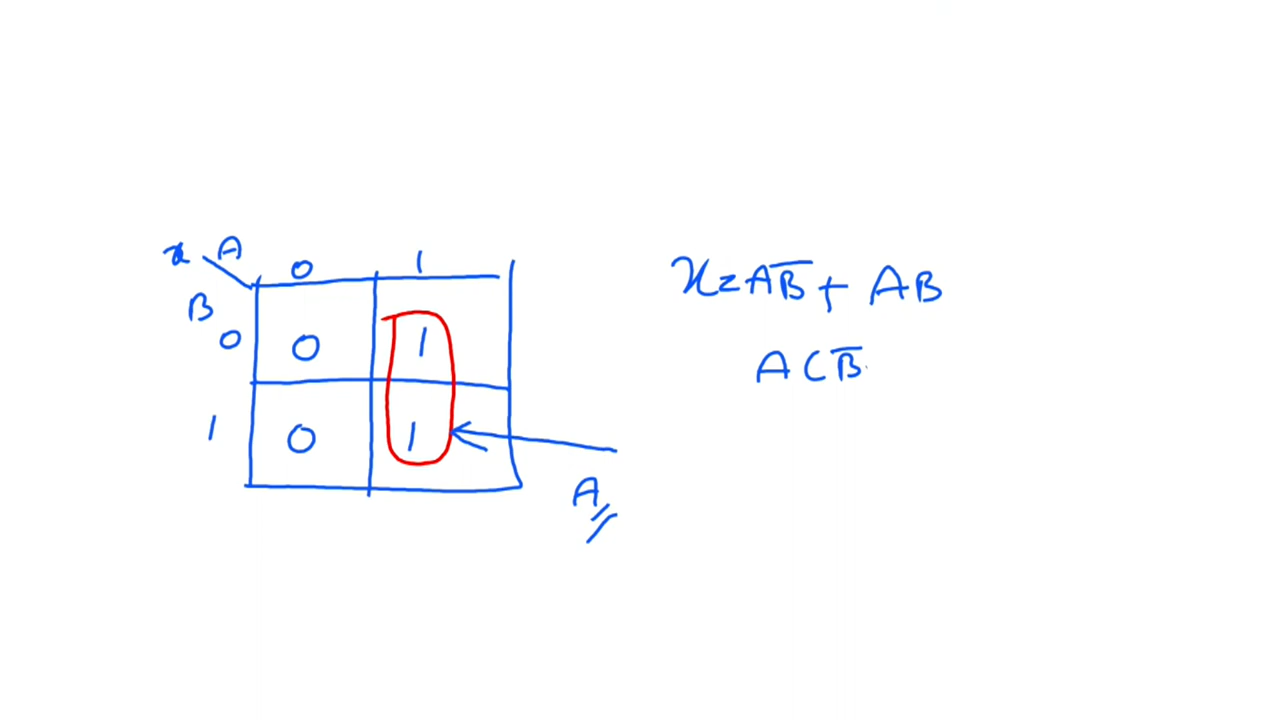 x A
0 1
B
0 0 1
1 0 1
A
x=AB̅ + AB
A(B̅